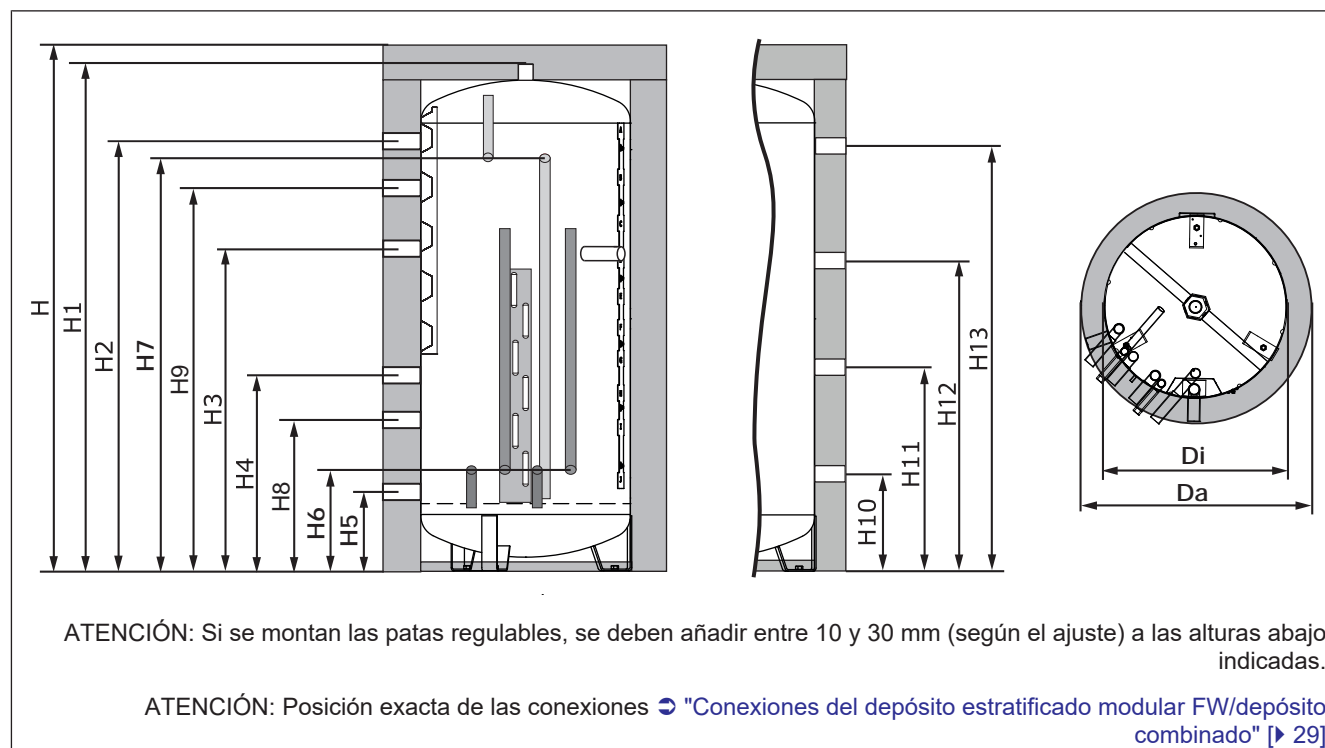 H
H1
H2
H7
H9
H3
H4
H8
H6
H5
H10
H11
H12
H13
Di
Da
ATENCIÓN: Si se montan las patas regulables, se deben añadir entre 10 y 30 mm (según el ajuste) a las alturas abajo
indicadas.
ATENCIÓN: Posición exacta de las conexiones ➲ "Conexiones del depósito estratificado modular FW/depósito
combinado" [▶ 29]